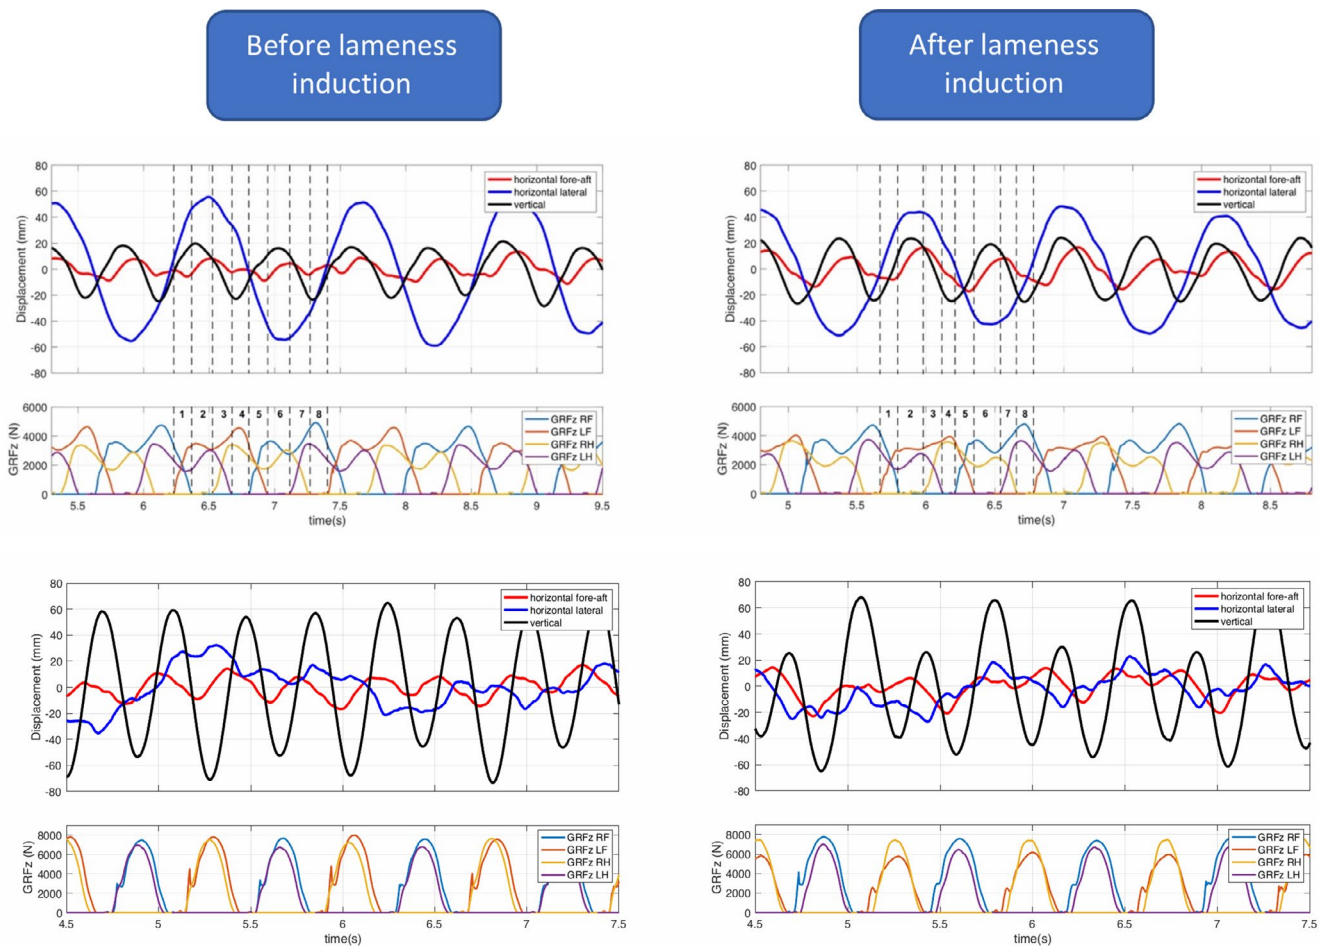 Before lameness
induction
After lameness
induction
80
60
40
20
0
-20
-40
-60
-80
Displacement (mm)
horizontal fore-aft
horizontal lateral
vertical
6000
4000
2000
0
GRFz (N)
1 2 3 4 5 6 7 8
GRFz RF
GRFz LF
GRFz RH
GRFz LH
5.5 6 6.5 7 7.5 8 8.5 9 9.5
time(s)
80
60
40
20
0
-20
-40
-60
-80
Displacement (mm)
horizontal fore-aft
horizontal lateral
vertical
6000
4000
2000
0
GRFz (N)
1 2 3 4 5 6 7 8
GRFz RF
GRFz LF
GRFz RH
GRFz LH
5 5.5 6 6.5 7 7.5 8 8.5
time(s)
80
60
40
20
0
-20
-40
-60
-80
Displacement (mm)
horizontal fore-aft
horizontal lateral
vertical
8000
6000
4000
2000
0
GRFz (N)
GRFz RF
GRFz LF
GRFz RH
GRFz LH
4.5 5 5.5 6 6.5 7 7.5
time(s)
80
60
40
20
0
-20
-40
-60
-80
Displacement (mm)
horizontal fore-aft
horizontal lateral
vertical
8000
6000
4000
2000
0
GRFz (N)
GRFz RF
GRFz LF
GRFz RH
GRFz LH
4.5 5 5.5 6 6.5 7 7.5
time(s)